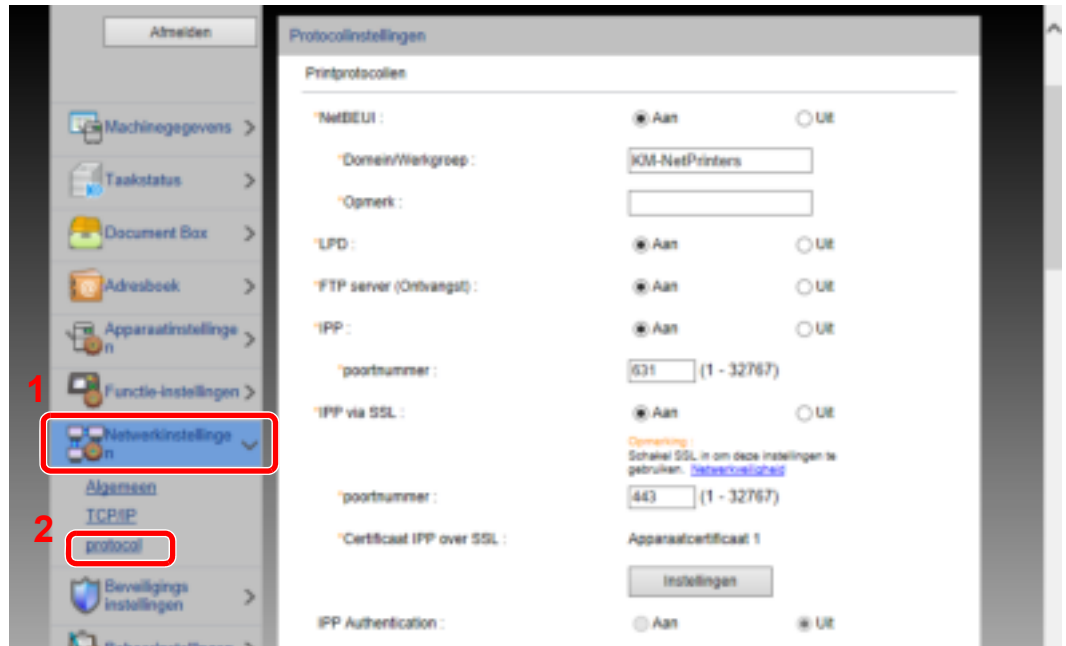 Afmelden
Machinegegevens
Taakstatus
Document Box
Adresboek
Apparaatinstellinge
n
1
Functie-instellingen
Netwerkinstellinge
n
Algemeen
TCP/IP
2
protocol
Beveiligings
instellingen
Protocolinstellingen
Printprotocollen
*NetBEUI : Aan Uit
*Domein/Werkgroep : KM-NetPrinters
*Opmerk :
*LPD : Aan Uit
*FTP server (Ontvangst) : Aan Uit
*IPP : Aan Uit
*poortnummer : 631 (1 - 32767)
*IPP via SSL : Aan Uit
Opmerking :
Schakel SSL in om deze instellingen te
gebruiken. Netwerkveiligheid
*poortnummer : 443 (1 - 32767)
*Certificaat IPP over SSL : Apparaatcertificaat 1
Instellingen
IPP Authentication : Aan Uit